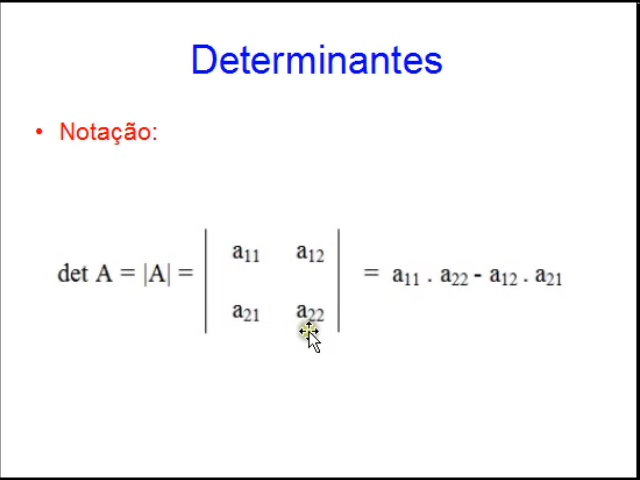 Determinantes
• Notação:
a₁₁ a₁₂
det A = |A| = = a₁₁ . a₂₂ - a₁₂ . a₂₁
a₂₁ a₂₂